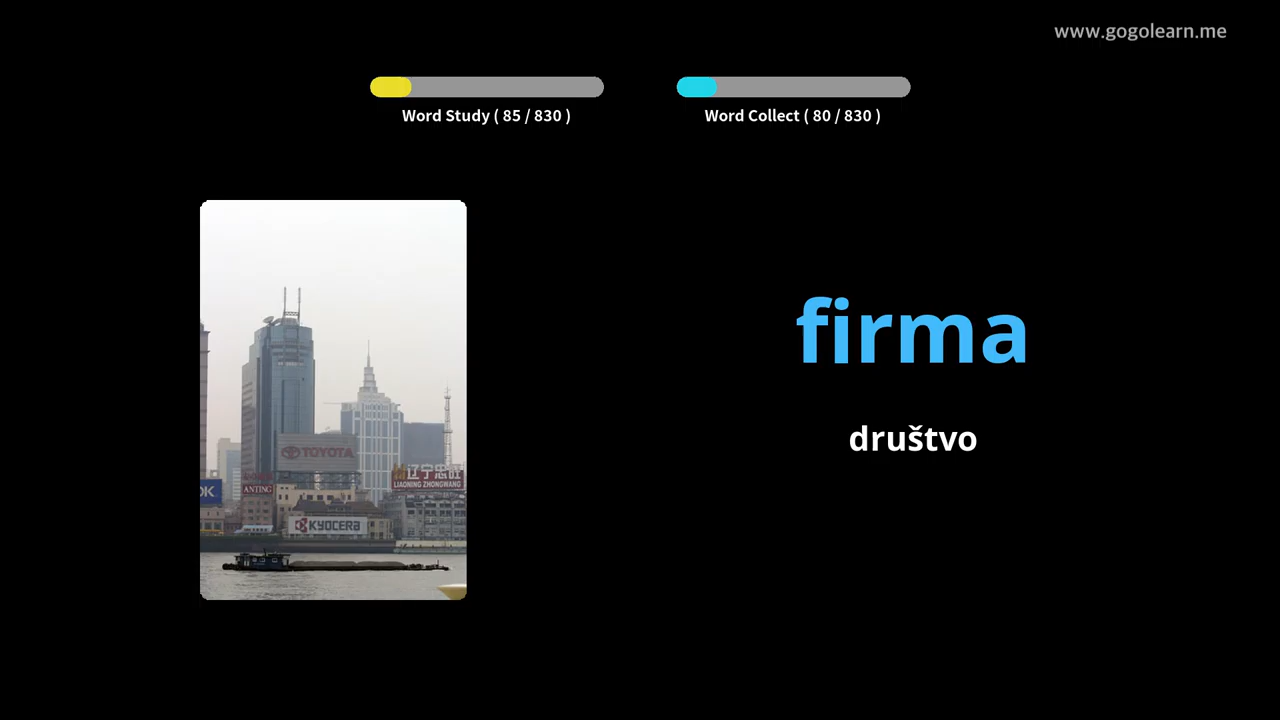 www.gogolearn.me
Word Study ( 85 / 830 )
Word Collect ( 80 / 830 )
firma
društvo
TOYOTA
OK
ANTING
辽宁忠旺
LIAONING ZHONGWANG
KYOCERA